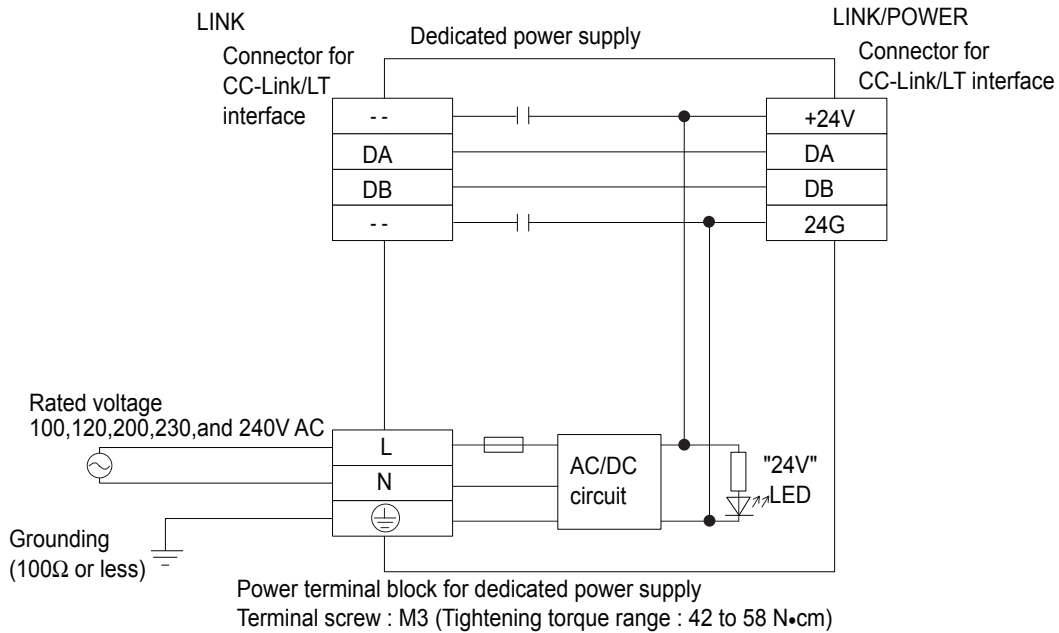 LINK
Connector for
CC-Link/LT
interface
Dedicated power supply
LINK/POWER
Connector for
CC-Link/LT interface
- -
DA
DB
- -
+24V
DA
DB
24G
Rated voltage
100,120,200,230,and 240V AC
L
N
AC/DC
circuit
"24V"
LED
Grounding
(100Ω or less)
Power terminal block for dedicated power supply
Terminal screw : M3 (Tightening torque range : 42 to 58 N•cm)